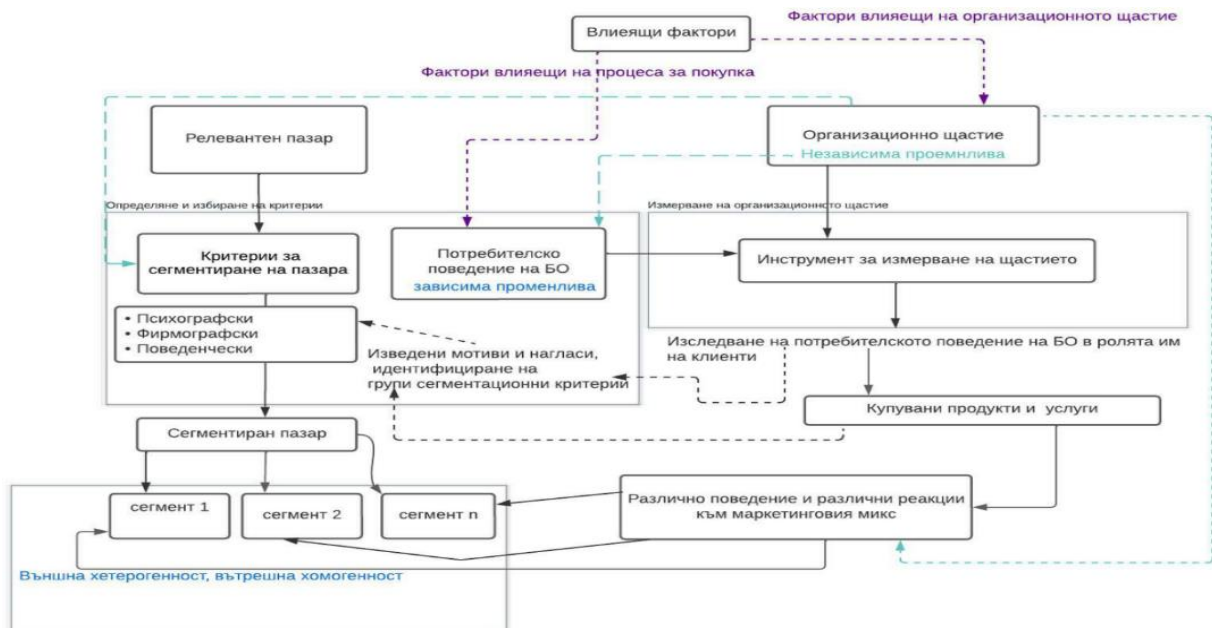 Фактори влияещи на организационното щастие
Влиеящи фактори
Фактори влияещи на процеса за покупка
Релевантен пазар
Организационно щастие
Независима проемнлива
Определяне и избиране на критерии
Измерване на организационното щастие
Критерии за
сегментиране на пазара
Потребителско
поведение на БО
зависима променлива
Инструмент за измерване на щастието
• Психографски
• Фирмографски
• Поведенчески
Изведени мотиви и нагласи,
идентифициране на
групи сегментационни критерии
Изследване на потребителското поведение на БО в ролята им
на клиенти
Купувани продукти и услуги
Сегментиран пазар
сегмент 1
сегмент 2
сегмент n
Различно поведение и различни реакции
към маркетинговия микс
Външна хетерогенност, вътрешна хомогенност